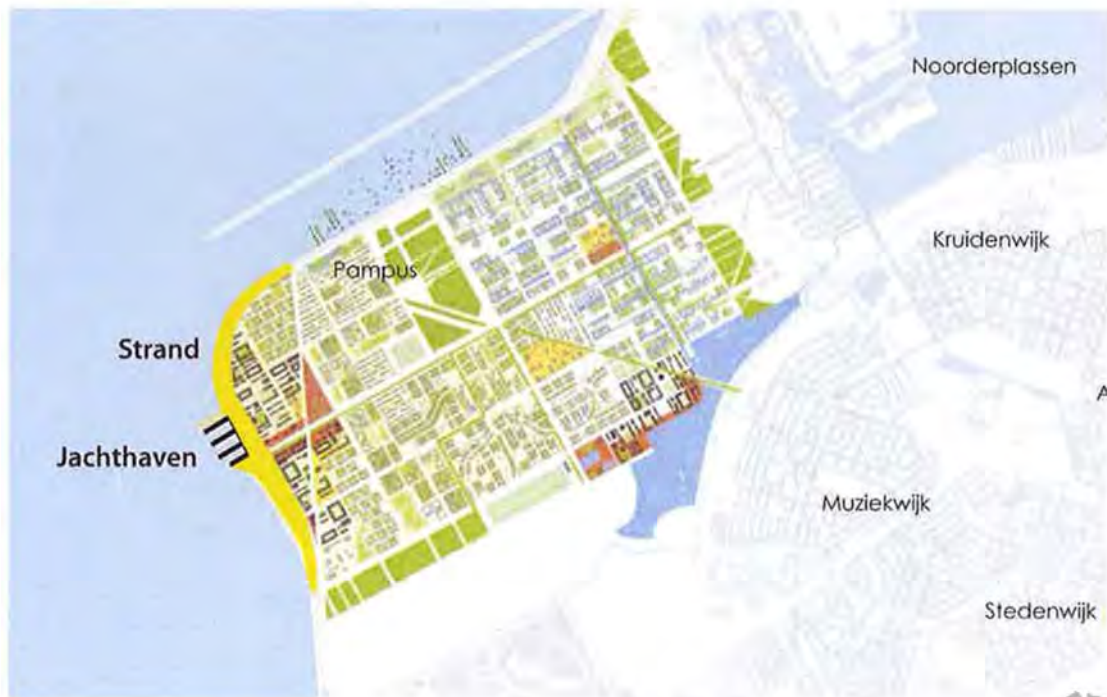 Noorderplassen
Kruidenwijk
Pampus
Strand
A
Jachthaven
Muziekwijk
Stedenwijk